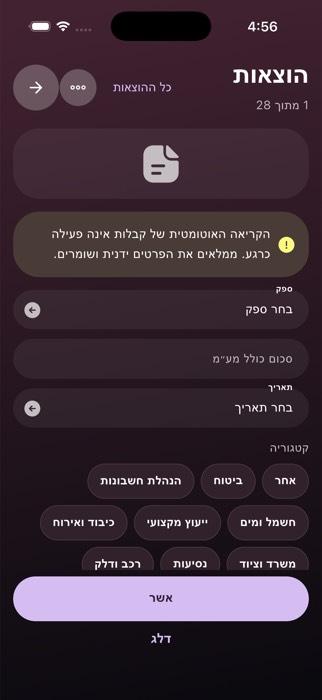 4:56
הוצאות
כל ההוצאות
1 מתוך 28
הקריאה האוטומטית של קבלות אינה פעילה
כרגע. ממלאים את הפרטים ידנית ושומרים.
ספק
בחר ספק
סכום כולל מע״מ
תאריך
בחר תאריך
קטגוריה
אחר
ביטוח
הנהלת חשבונות
חשמל ומים
ייעוץ מקצועי
כיבוד ואירוח
משרד וציוד
נסיעות
רכב ודלק
אשר
דלג